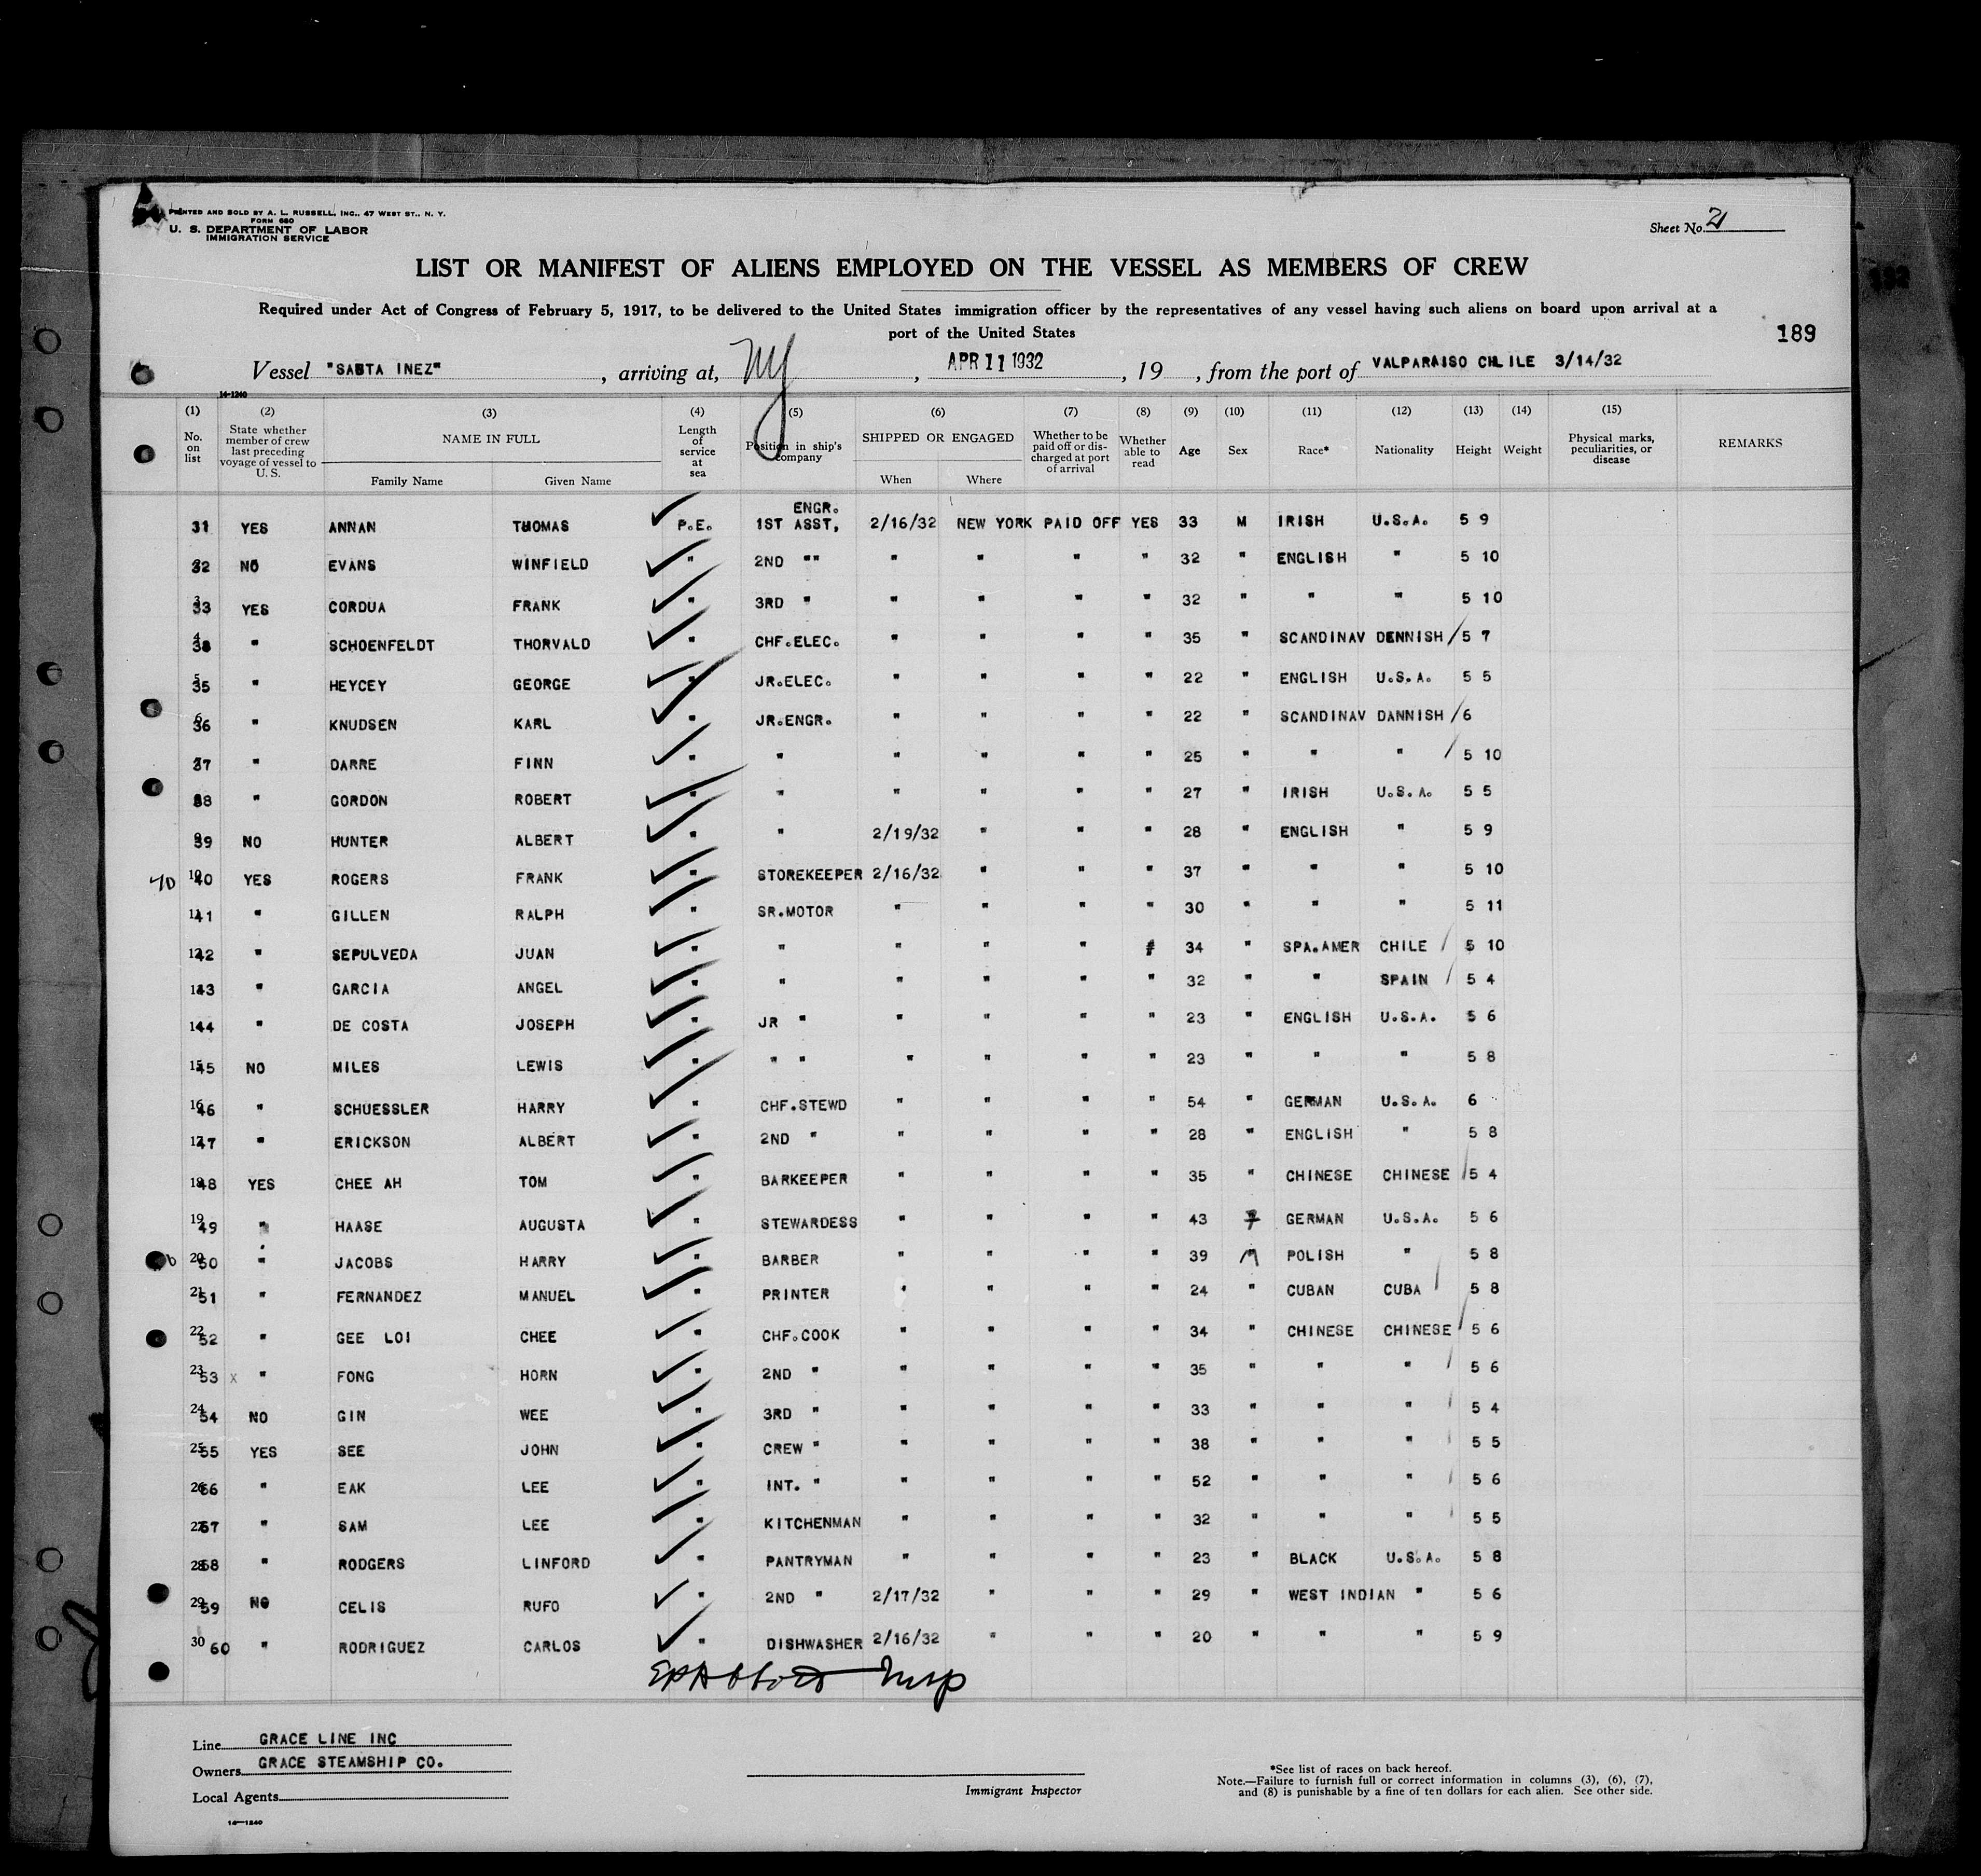 PRINTED AND SOLD BY A. L. RUSSELL, INC., 47 WEST ST., N. Y.
FORM 680
U. S. DEPARTMENT OF LABOR
IMMIGRATION SERVICE
Sheet No. 21
LIST OR MANIFEST OF ALIENS EMPLOYED ON THE VESSEL AS MEMBERS OF CREW
Required under Act of Congress of February 5, 1917, to be delivered to the United States immigration officer by the representatives of any vessel having such aliens on board upon arrival at a
port of the United States
189
Vessel "SABTA INEZ" , arriving at, NY , APR 11 1932 , 19 , from the port of VALPARAISO CHLILE 3/14/32
14-1240
(1) (2) (3) (4) (5) (6) (7) (8) (9) (10) (11) (12) (13) (14) (15)
No. on list State whether member of crew last preceding voyage of vessel to U. S. NAME IN FULL Family Name Given Name Length of service at sea Position in ship's company SHIPPED OR ENGAGED When Where Whether to be paid off or discharged at port of arrival Whether able to read Age Sex Race* Nationality Height Weight Physical marks, peculiarities, or disease REMARKS
ENGR.
31 YES ANNAN THOMAS P.E. 1ST ASST, 2/16/32 NEW YORK PAID OFF YES 33 M IRISH U.S.A. 5 9
32 NO EVANS WINFIELD " 2ND "" " " " " 32 " ENGLISH " 5 10
33 YES CORDUA FRANK " 3RD " " " " " 32 " " " 5 10
34 " SCHOENFELDT THORVALD " CHF.ELEC. " " " " 35 " SCANDINAV DENNISH 5 7
35 " HEYCEY GEORGE " JR.ELEC. " " " " 22 " ENGLISH U.S.A. 5 5
36 " KNUDSEN KARL " JR.ENGR. " " " " 22 " SCANDINAV DANNISH 6
37 " DARRE FINN " " " " " " 25 " " " 5 10
38 " GORDON ROBERT " " " " " " 27 " IRISH U.S.A. 5 5
39 NO HUNTER ALBERT " " 2/19/32 " " " 28 " ENGLISH " 5 9
40 YES ROGERS FRANK " STOREKEEPER 2/16/32 " " " 37 " " " 5 10
41 " GILLEN RALPH " SR.MOTOR " " " " 30 " " " 5 11
42 " SEPULVEDA JUAN " " " " " " 34 " SPA.AMER CHILE 5 10
43 " GARCIA ANGEL " " " " " " 32 " " SPAIN 5 4
44 " DE COSTA JOSEPH " JR " " " " " 23 " ENGLISH U.S.A. 5 6
45 NO MILES LEWIS " " " " " " " 23 " " " 5 8
46 " SCHUESSLER HARRY " CHF.STEWD " " " " 54 " GERMAN U.S.A. 6
47 " ERICKSON ALBERT " 2ND " " " " " 28 " ENGLISH " 5 8
48 YES CHEE AH TOM " BARKEEPER " " " " 35 " CHINESE CHINESE 5 4
49 " HAASE AUGUSTA " STEWARDESS " " " " 43 F GERMAN U.S.A. 5 6
50 " JACOBS HARRY " BARBER " " " " 39 M POLISH " 5 8
51 " FERNANDEZ MANUEL " PRINTER " " " " 24 " CUBAN CUBA 5 8
52 " GEE LOI CHEE " CHF.COOK " " " " 34 " CHINESE CHINESE 5 6
53 x " FONG HORN " 2ND " " " " " 35 " " " 5 6
54 NO GIN WEE " 3RD " " " " " 33 " " " 5 4
55 YES SEE JOHN " CREW " " " " " 38 " " " 5 5
56 " EAK LEE " INT. " " " " " 52 " " " 5 6
57 " SAM LEE " KITCHENMAN " " " " 32 " " " 5 5
58 " RODGERS LINFORD " PANTRYMAN " " " " 23 " BLACK U.S.A. 5 8
59 NO CELIS RUFO " 2ND " 2/17/32 " " " 29 " WEST INDIAN " 5 6
30 60 " RODRIGUEZ CARLOS " DISHWASHER 2/16/32 " " " 20 " " " 5 9
Line GRACE LINE INC
Owners GRACE STEAMSHIP CO.
Local Agents
Immigrant Inspector
*See list of races on back hereof.
Note.—Failure to furnish full or correct information in columns (3), (6), (7),
and (8) is punishable by a fine of ten dollars for each alien. See other side.
14-1240